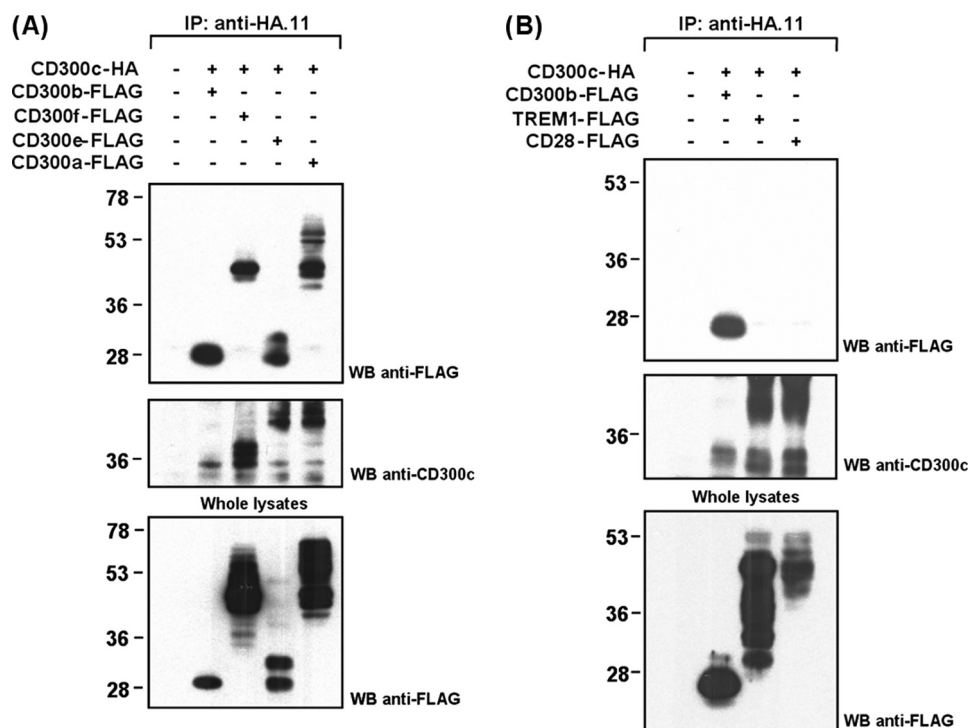 (A)
IP: anti-HA.11
CD300c-HA - + + + +
CD300b-FLAG - + - - -
CD300f-FLAG - - + - -
CD300e-FLAG - - - + -
CD300a-FLAG - - - - +
78
53
36
28
WB anti-FLAG
36
WB anti-CD300c
Whole lysates
78
53
36
28
WB anti-FLAG
(B)
IP: anti-HA.11
CD300c-HA - + + +
CD300b-FLAG - + - -
TREM1-FLAG - - + -
CD28-FLAG - - - +
53
36
28
WB anti-FLAG
36
WB anti-CD300c
Whole lysates
53
36
28
WB anti-FLAG